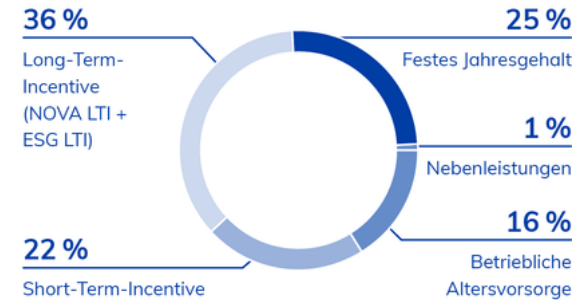 36 %
Long-Term-
Incentive
(NOVA LTI +
ESG LTI)
25 %
Festes Jahresgehalt
1 %
Nebenleistungen
16 %
Betriebliche
Altersvorsorge
22 %
Short-Term-Incentive